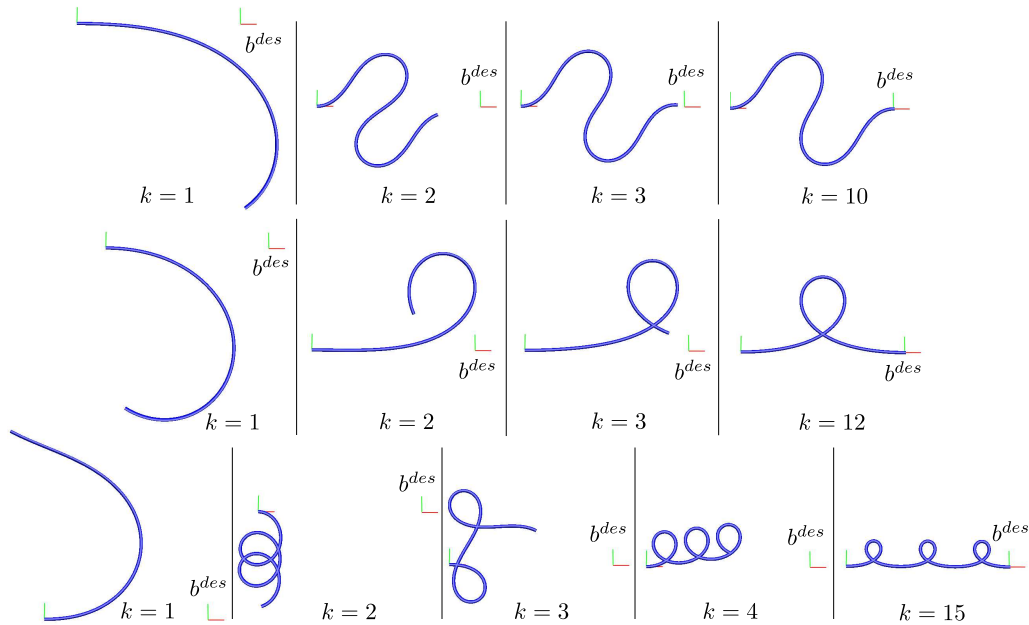 b^{des}
k = 1
b^{des}
k = 2
b^{des}
k = 3
b^{des}
k = 10
b^{des}
k = 1
b^{des}
k = 2
b^{des}
k = 3
b^{des}
k = 12
b^{des}
k = 1
b^{des}
k = 2
b^{des}
k = 3
b^{des}
k = 4
b^{des}
k = 15